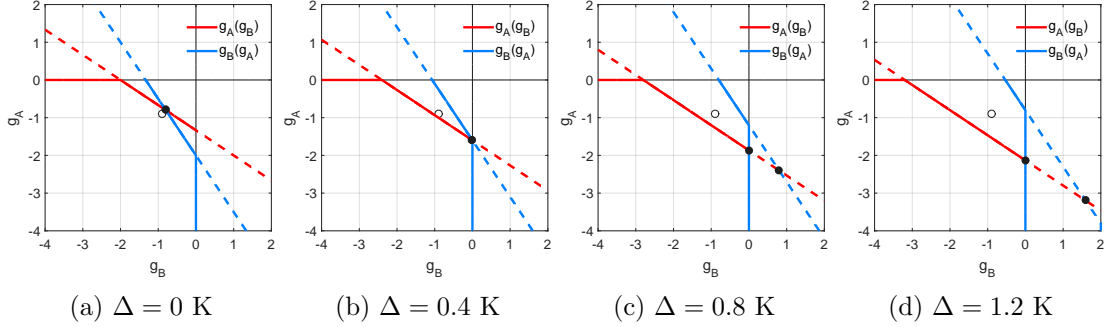 2
1
0
-1
-2
-3
-4
g_A
-4 -3 -2 -1 0 1 2
g_B
g_A(g_B)
g_B(g_A)
(a) Δ = 0 K
2
1
0
-1
-2
-3
-4
g_A
-4 -3 -2 -1 0 1 2
g_B
g_A(g_B)
g_B(g_A)
(b) Δ = 0.4 K
2
1
0
-1
-2
-3
-4
g_A
-4 -3 -2 -1 0 1 2
g_B
g_A(g_B)
g_B(g_A)
(c) Δ = 0.8 K
2
1
0
-1
-2
-3
-4
g_A
-4 -3 -2 -1 0 1 2
g_B
g_A(g_B)
g_B(g_A)
(d) Δ = 1.2 K